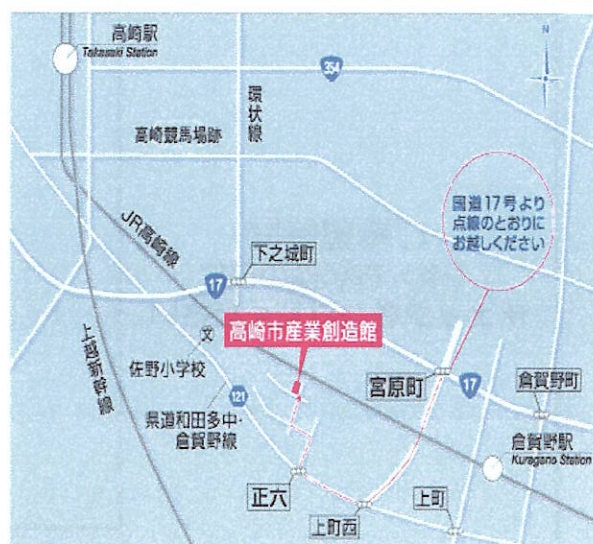 高崎駅
Takasaki Station
N
354
環状線
高崎競馬場跡
国道17号より
点線のとおりに
お越しください
JR高崎線
17
下之城町
高崎市産業創造館
文
佐野小学校
上越新幹線
121
県道和田多中・
倉賀野線
宮原町
17
倉賀野町
倉賀野駅
Kuragano Station
正六
上町西
上町